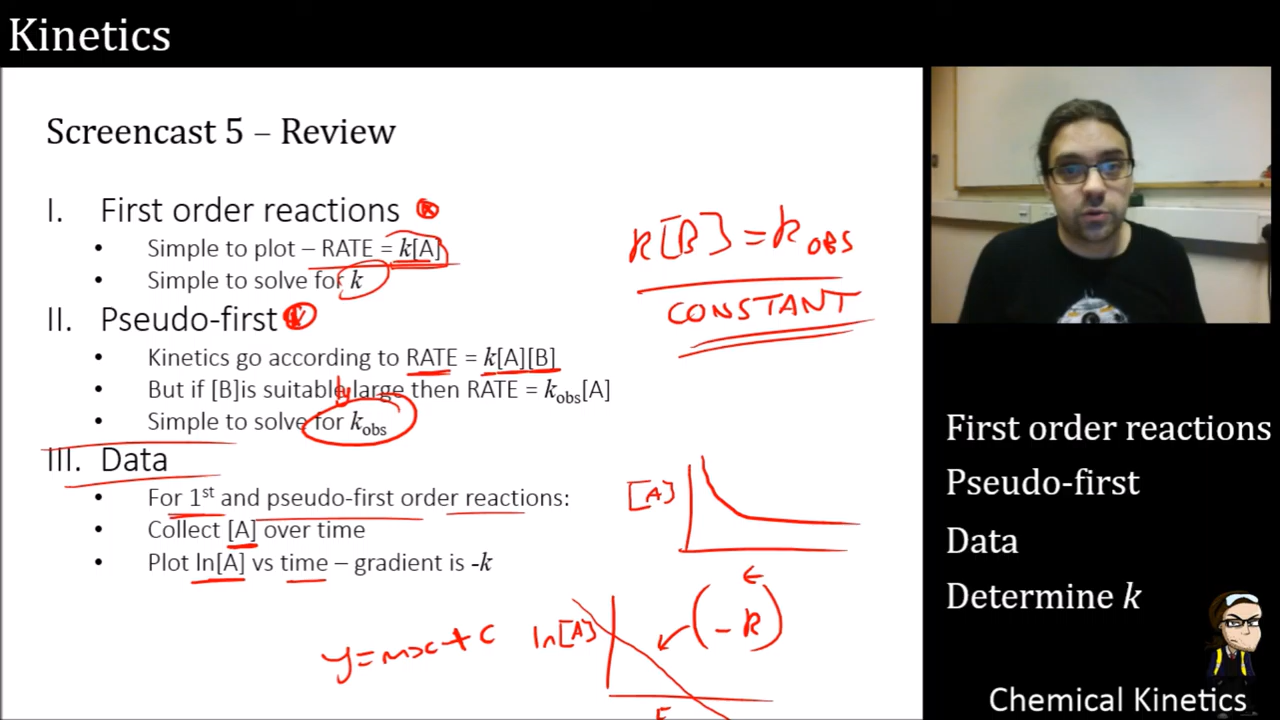 Kinetics
Screencast 5 – Review
I. First order reactions
• Simple to plot – RATE = k[A]
• Simple to solve for k
II. Pseudo-first
• Kinetics go according to RATE = k[A][B]
• But if [B]is suitably large then RATE = kobs[A]
• Simple to solve for kobs
III. Data
• For 1st and pseudo-first order reactions:
• Collect [A] over time
• Plot ln[A] vs time – gradient is -k
k[B] = kOBS
CONSTANT
[A]
t
(-k)
ln[A]
t
y=mx+c
First order reactions
Pseudo-first
Data
Determine k
Chemical Kinetics